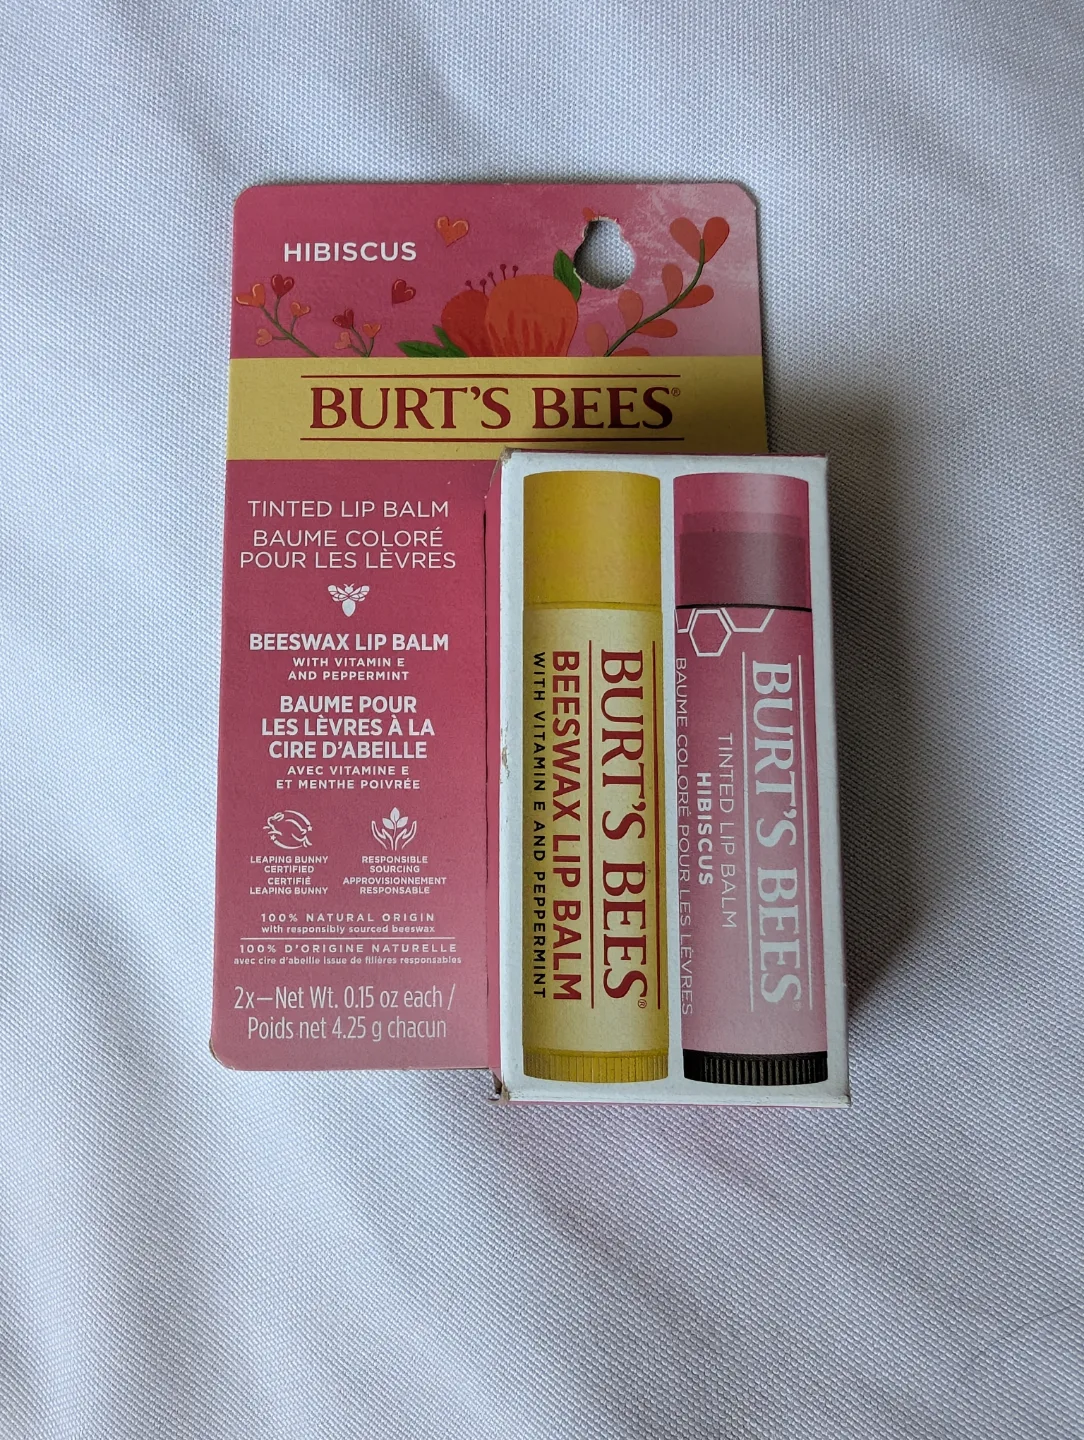 HIBISCUS
BURT'S BEES®
TINTED LIP BALM
BAUME COLORÉ
POUR LES LÈVRES
BEESWAX LIP BALM
WITH VITAMIN E
AND PEPPERMINT
BAUME POUR
LES LÈVRES À LA
CIRE D'ABEILLE
AVEC VITAMINE E
ET MENTHE POIVRÉE
LEAPING BUNNY
CERTIFIED
CERTIFIÉ
LEAPING BUNNY
RESPONSIBLE
SOURCING
APPROVISIONNEMENT
RESPONSABLE
100% NATURAL ORIGIN
with responsibly sourced beeswax
100% D'ORIGINE NATURELLE
avec cire d'abeille issue de filières responsables
2x—Net Wt. 0.15 oz each /
Poids net 4.25 g chacun
BURT'S BEES®
BEESWAX LIP BALM
WITH VITAMIN E AND PEPPERMINT
BURT'S BEES®
TINTED LIP BALM
HIBISCUS
BAUME COLORÉ POUR LES LÈVRES